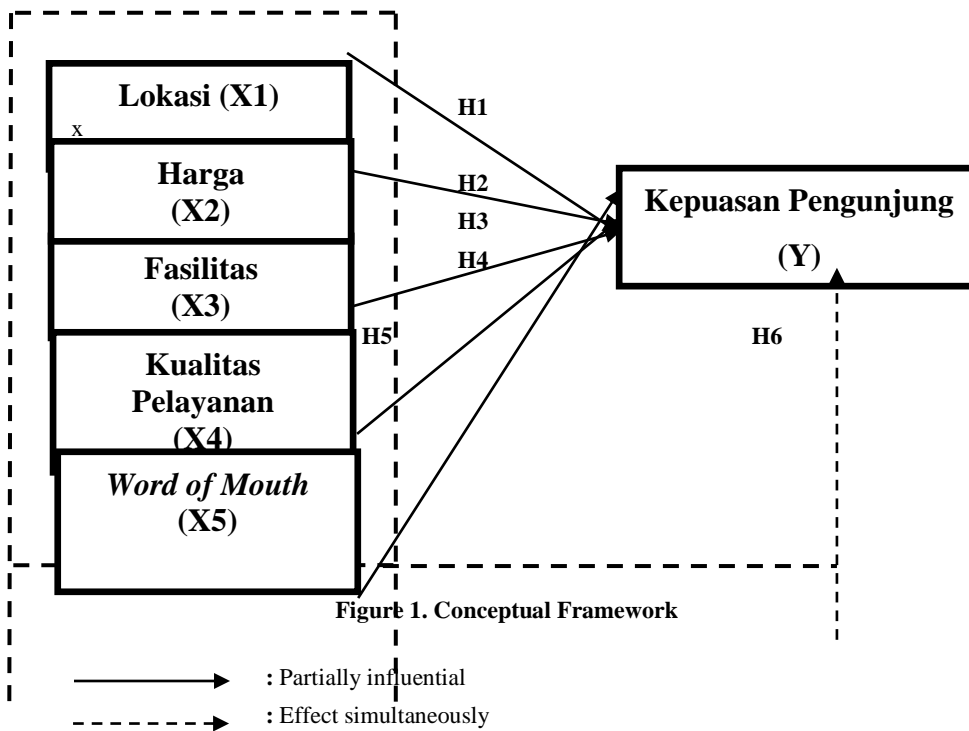 Lokasi (X1)
x
Harga
(X2)
Fasilitas
(X3)
Kualitas
Pelayanan
(X4)
Word of Mouth
(X5)
H1
H2
H3
H4
H5
Kepuasan Pengunjung
(Y)
H6
Figure 1. Conceptual Framework
: Partially influential
: Effect simultaneously